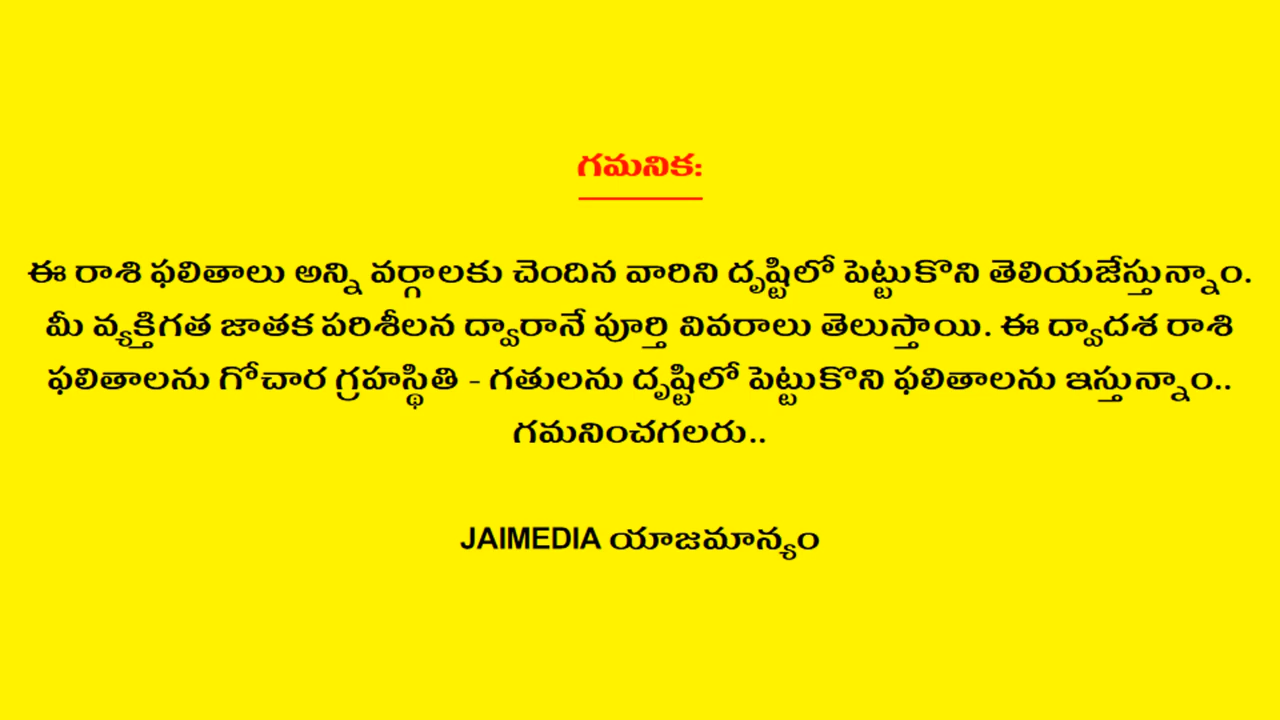 గమనిక:
ఈ రాశి ఫలితాలు అన్ని వర్గాలకు చెందిన వారిని దృష్టిలో పెట్టుకొని తెలియజేస్తున్నాం.
మీ వ్యక్తిగత జాతక పరిశీలన ద్వారానే పూర్తి వివరాలు తెలుస్తాయి. ఈ ద్వాదశ రాశి
ఫలితాలను గోచార గ్రహస్థితి - గతులను దృష్టిలో పెట్టుకొని ఫలితాలను ఇస్తున్నాం..
గమనించగలరు..
JAIMEDIA యాజమాన్యం